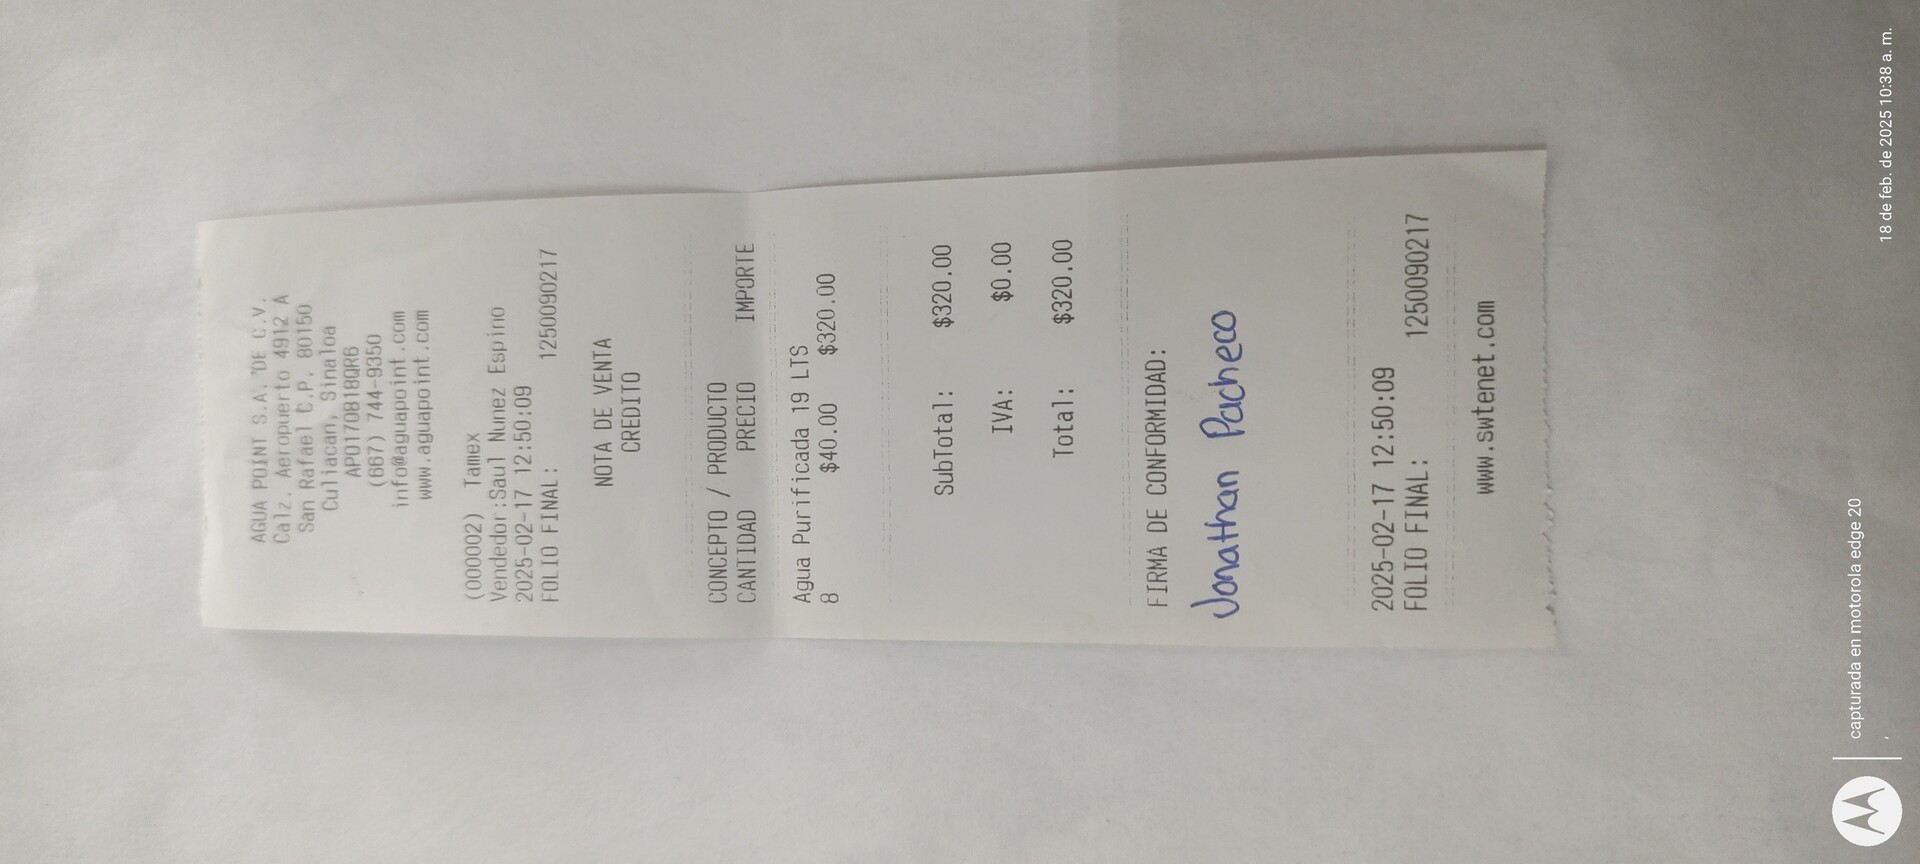 AGUA POINT S.A. DE C.V.
Calz. Aeropuerto 4912 A
San Rafael C.P. 80150
Culiacan, Sinaloa
APO170818QR6
(667) 744-9350
info@aguapoint.com
www.aguapoint.com
(000002) Tamex
Vendedor:Saul Nunez Espino
2025-02-17 12:50:09
FOLIO FINAL: 1250090217
NOTA DE VENTA
CREDITO
CONCEPTO / PRODUCTO
CANTIDAD PRECIO IMPORTE
Agua Purificada 19 LTS
8 $40.00 $320.00
SubTotal: $320.00
IVA: $0.00
Total: $320.00
FIRMA DE CONFORMIDAD:
Jonathan Pacheco
2025-02-17 12:50:09
FOLIO FINAL: 1250090217
www.swtenet.com
capturada en motorola edge 20
,
18 de feb. de 2025 10:38 a. m.